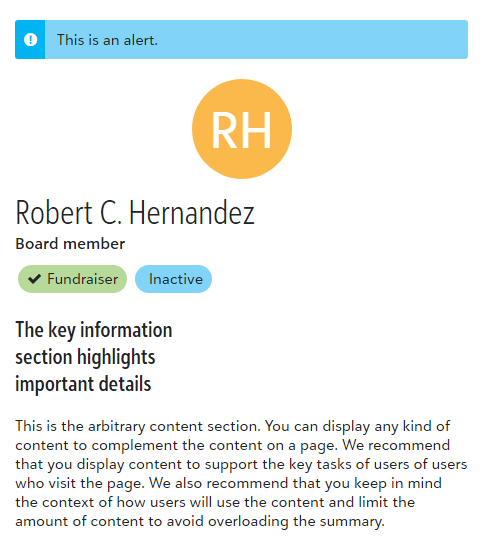 This is an alert.
RH
Robert C. Hernandez
Board member
Fundraiser Inactive
The key information
section highlights
important details
This is the arbitrary content section. You can display any kind of
content to complement the content on a page. We recommend
that you display content to support the key tasks of users of users
who visit the page. We also recommend that you keep in mind
the context of how users will use the content and limit the
amount of content to avoid overloading the summary.